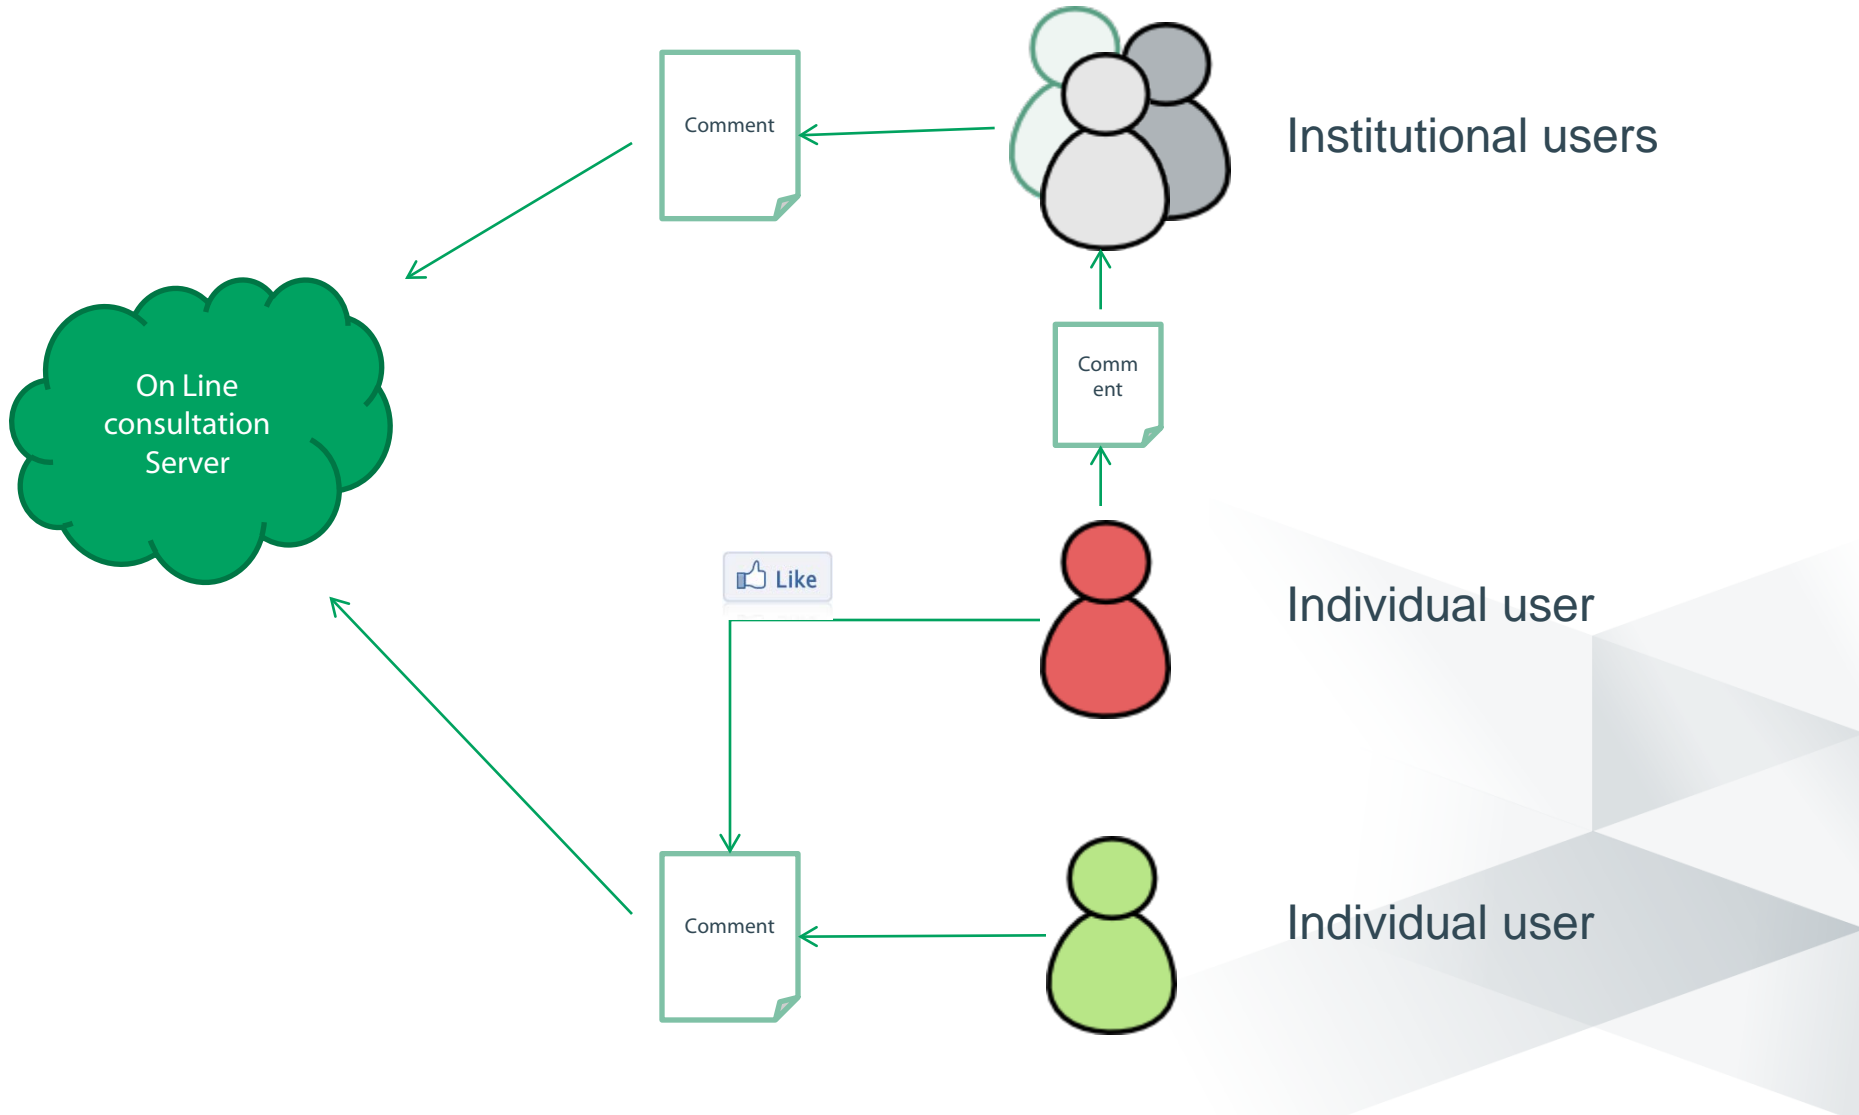 Comment
Institutional users
Comm
ent
On Line
consultation
Server
Like
Individual user
Comment
Individual user